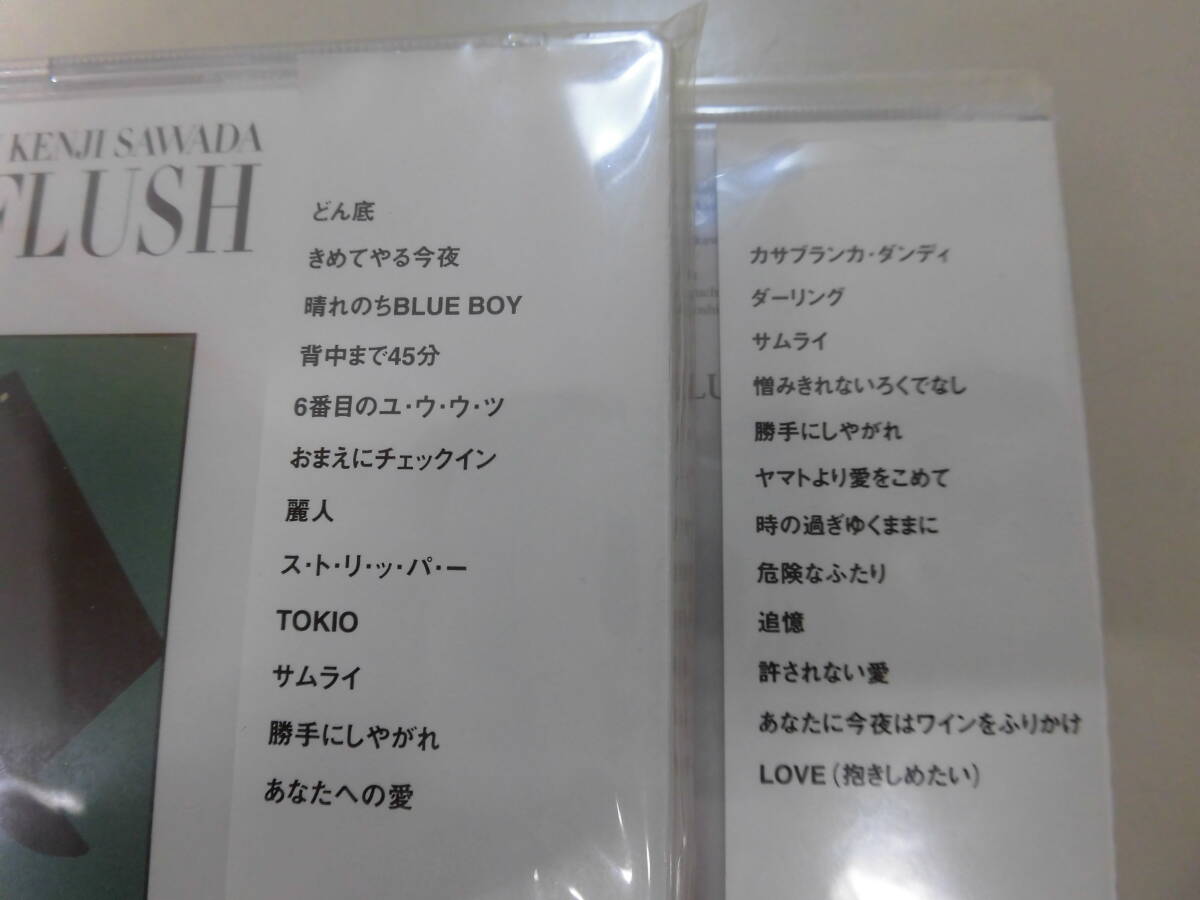 KENJI SAWADA
FLUSH
どん底
きめてやる今夜
晴れのちBLUE BOY
背中まで45分
6番目のユ・ウ・ウ・ツ
おまえにチェックイン
麗人
ス・ト・リ・ッ・パ・ー
TOKIO
サムライ
勝手にしやがれ
あなたへの愛
カサブランカ・ダンディ
ダーリング
サムライ
憎みきれないろくでなし
勝手にしやがれ
ヤマトより愛をこめて
時の過ぎゆくままに
危険なふたり
追憶
許されない愛
あなたに今夜はワインをふりかけ
LOVE(抱きしめたい)